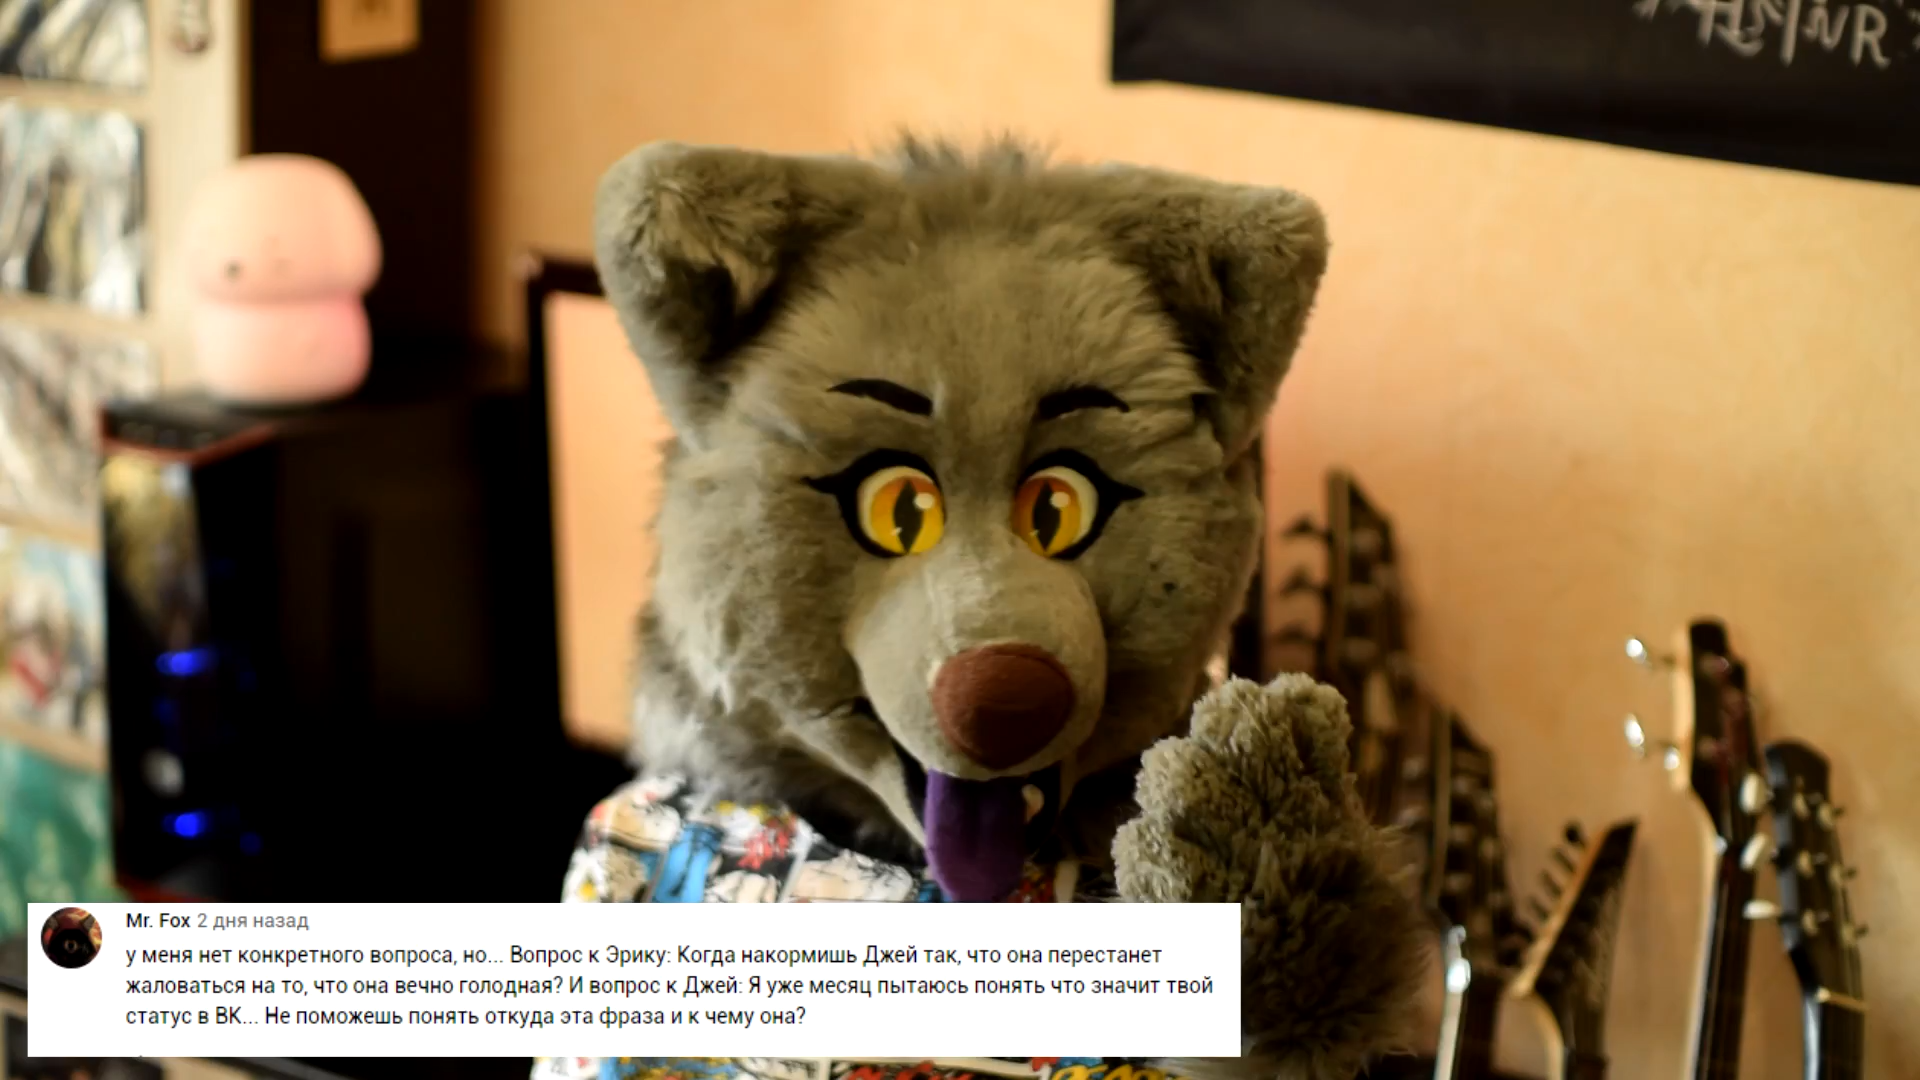 Mr. Fox 2 дня назад
у меня нет конкретного вопроса, но... Вопрос к Эрику: Когда накормишь Джей так, что она перестанет
жаловаться на то, что она вечно голодная? И вопрос к Джей: Я уже месяц пытаюсь понять что значит твой
статус в ВК... Не поможешь понять откуда эта фраза и к чему она?